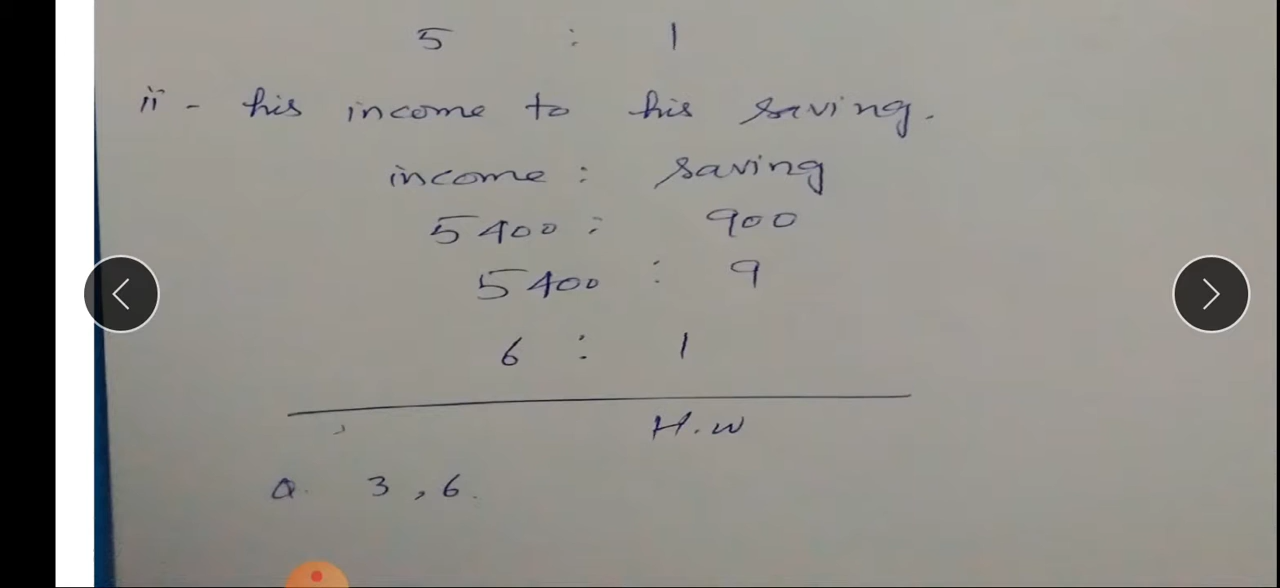 5 : 1
ii - his income to his saving.
income : saving
5400 : 900
5400 : 9
6 : 1
H.W
Q. 3, 6.